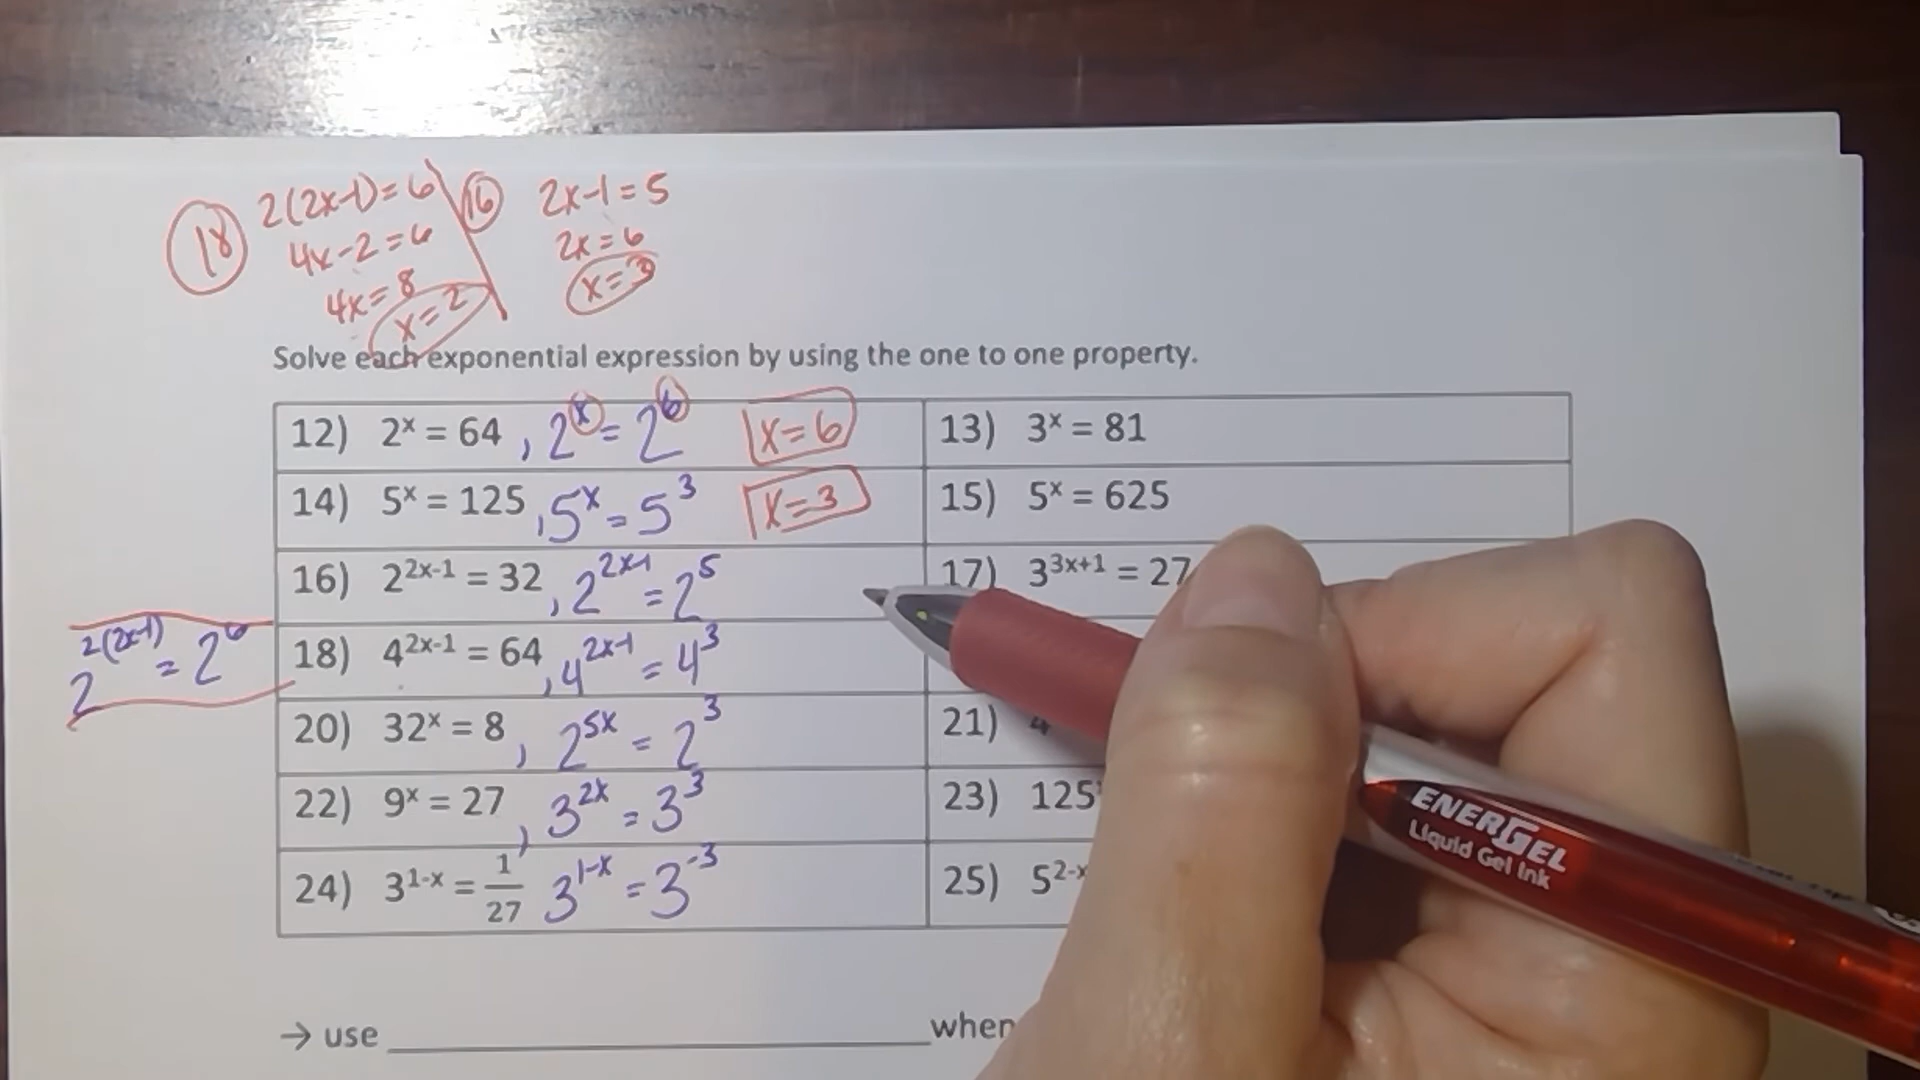 18 2(2x-1)=6
4x-2=6
4x=8
x=2
16 2x-1=5
2x=6
x=3
Solve each exponential expression by using the one to one property.
12) 2ˣ = 64 , 2ˣ = 2⁶ x=6
13) 3ˣ = 81
14) 5ˣ = 125 , 5ˣ = 5³ x=3
15) 5ˣ = 625
16) 2²ˣ⁻¹ = 32 , 2²ˣ⁻¹ = 2⁵
17) 3³ˣ⁺¹ = 27
2²⁽²ˣ⁻¹⁾ = 2⁶
18) 4²ˣ⁻¹ = 64 , 4²ˣ⁻¹ = 4³
20) 32ˣ = 8 , 2⁵ˣ = 2³
21) 4
22) 9ˣ = 27 , 3²ˣ = 3³
23) 125
24) 3¹⁻ˣ = 1/27 3¹⁻ˣ = 3⁻³
25) 5²⁻ˣ
→ use ____________________ when
ENERGEL
Liquid Gel Ink